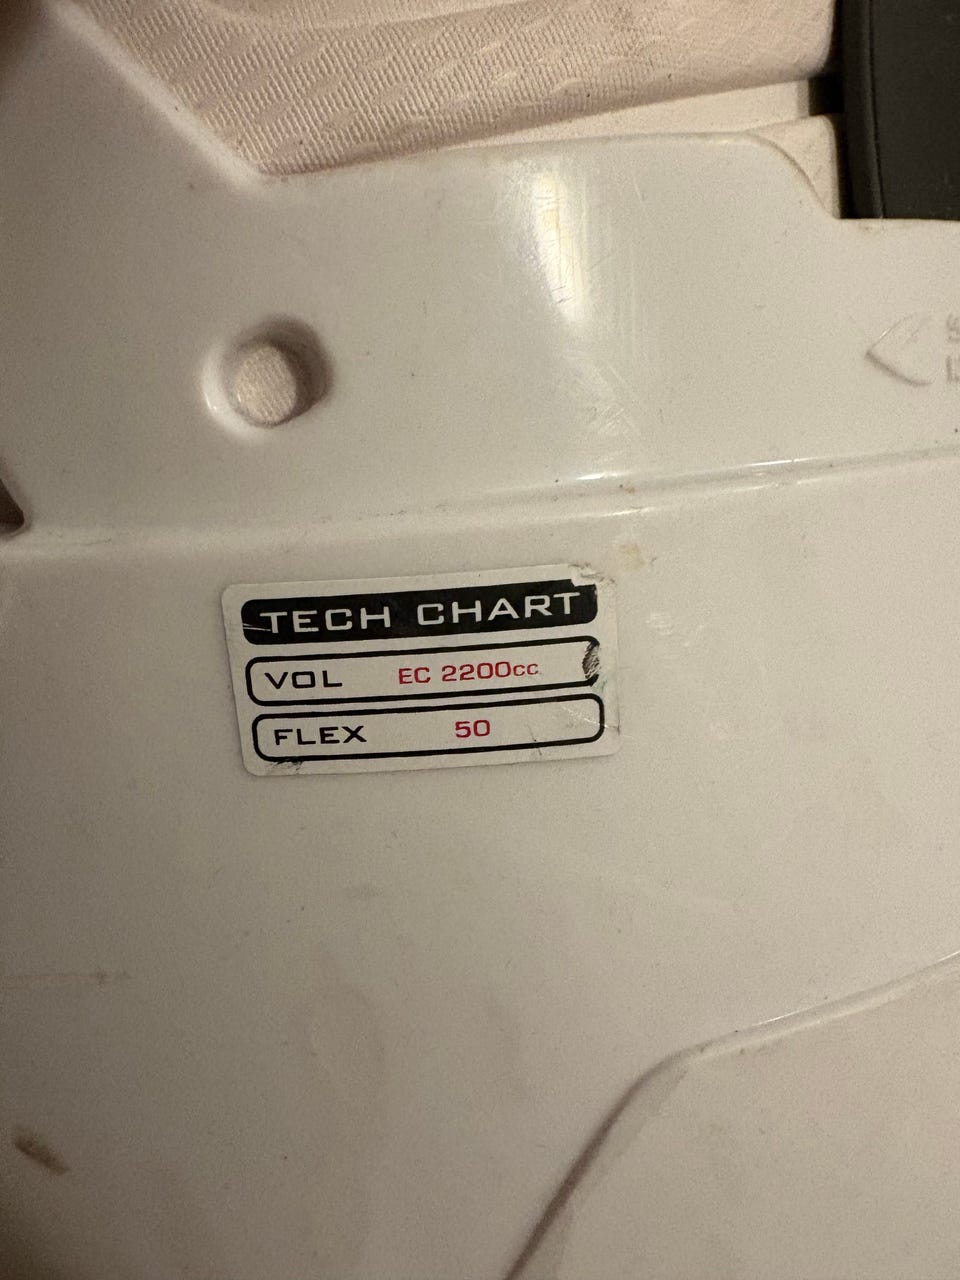 TECH CHART
VOL EC 2200cc
FLEX 50